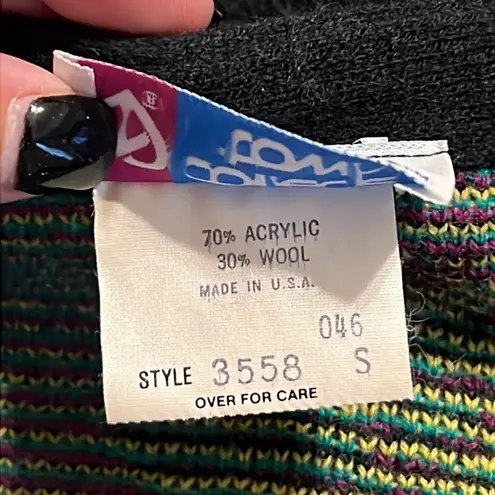 ®
70% ACRYLIC
30% WOOL
MADE IN U.S.A.
046
STYLE 3558 S
OVER FOR CARE